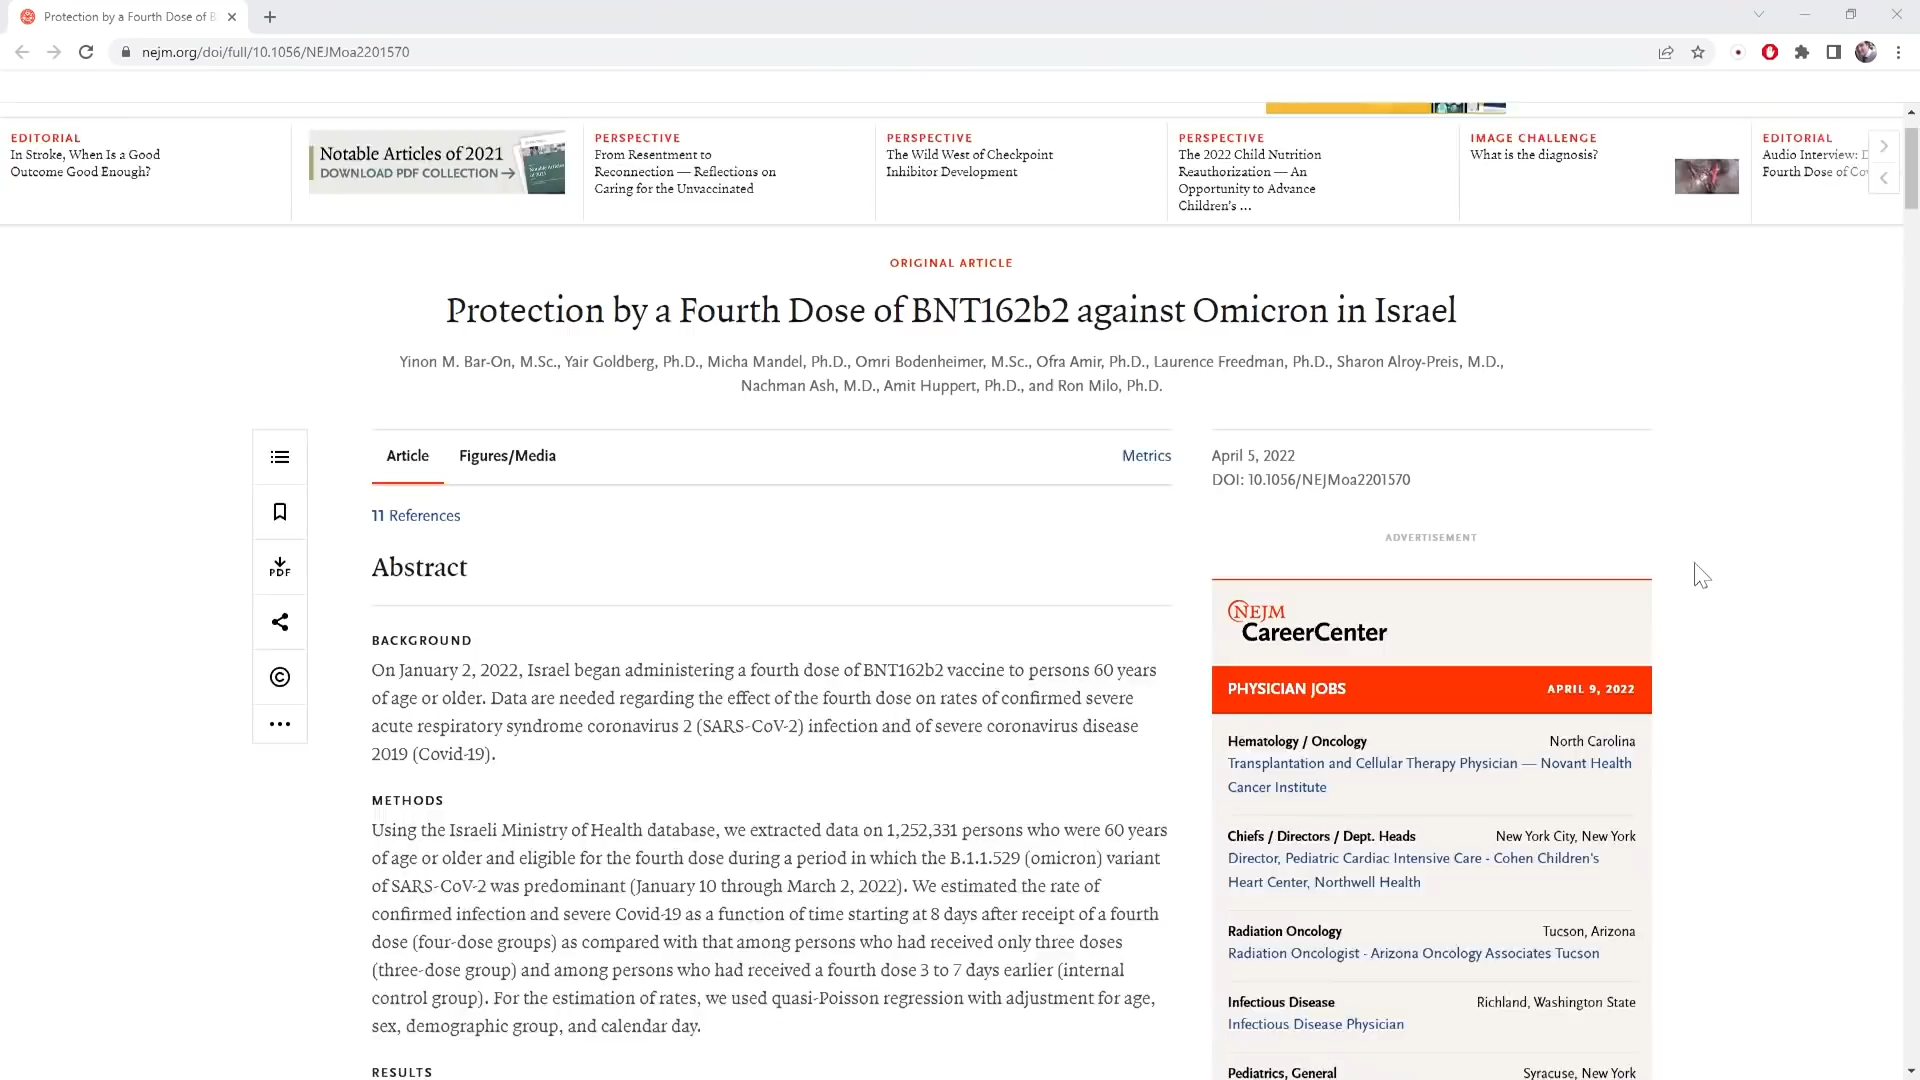 Protection by a Fourth Dose of B
nejm.org/doi/full/10.1056/NEJMoa2201570
EDITORIAL
In Stroke, When Is a Good
Outcome Good Enough?
Notable Articles of 2021
DOWNLOAD PDF COLLECTION →
PERSPECTIVE
From Resentment to
Reconnection — Reflections on
Caring for the Unvaccinated
PERSPECTIVE
The Wild West of Checkpoint
Inhibitor Development
PERSPECTIVE
The 2022 Child Nutrition
Reauthorization — An
Opportunity to Advance
Children's ...
IMAGE CHALLENGE
What is the diagnosis?
EDITORIAL
Audio Interview:
Fourth Dose of
ORIGINAL ARTICLE
Protection by a Fourth Dose of BNT162b2 against Omicron in Israel
Yinon M. Bar-On, M.Sc., Yair Goldberg, Ph.D., Micha Mandel, Ph.D., Omri Bodenheimer, M.Sc., Ofra Amir, Ph.D., Laurence Freedman, Ph.D., Sharon Alroy-Preis, M.D.,
Nachman Ash, M.D., Amit Huppert, Ph.D., and Ron Milo, Ph.D.
Article
Figures/Media
Metrics
11 References
Abstract
BACKGROUND
On January 2, 2022, Israel began administering a fourth dose of BNT162b2 vaccine to persons 60 years
of age or older. Data are needed regarding the effect of the fourth dose on rates of confirmed severe
acute respiratory syndrome coronavirus 2 (SARS-CoV-2) infection and of severe coronavirus disease
2019 (Covid-19).
METHODS
Using the Israeli Ministry of Health database, we extracted data on 1,252,331 persons who were 60 years
of age or older and eligible for the fourth dose during a period in which the B.1.1.529 (omicron) variant
of SARS-CoV-2 was predominant (January 10 through March 2, 2022). We estimated the rate of
confirmed infection and severe Covid-19 as a function of time starting at 8 days after receipt of a fourth
dose (four-dose groups) as compared with that among persons who had received only three doses
(three-dose group) and among persons who had received a fourth dose 3 to 7 days earlier (internal
control group). For the estimation of rates, we used quasi-Poisson regression with adjustment for age,
sex, demographic group, and calendar day.
RESULTS
PDF
April 5, 2022
DOI: 10.1056/NEJMoa2201570
ADVERTISEMENT
NEJM
CareerCenter
PHYSICIAN JOBS APRIL 9, 2022
Hematology / Oncology North Carolina
Transplantation and Cellular Therapy Physician — Novant Health
Cancer Institute
Chiefs / Directors / Dept. Heads New York City, New York
Director, Pediatric Cardiac Intensive Care - Cohen Children's
Heart Center, Northwell Health
Radiation Oncology Tucson, Arizona
Radiation Oncologist - Arizona Oncology Associates Tucson
Infectious Disease Richland, Washington State
Infectious Disease Physician
Pediatrics, General Syracuse, New York